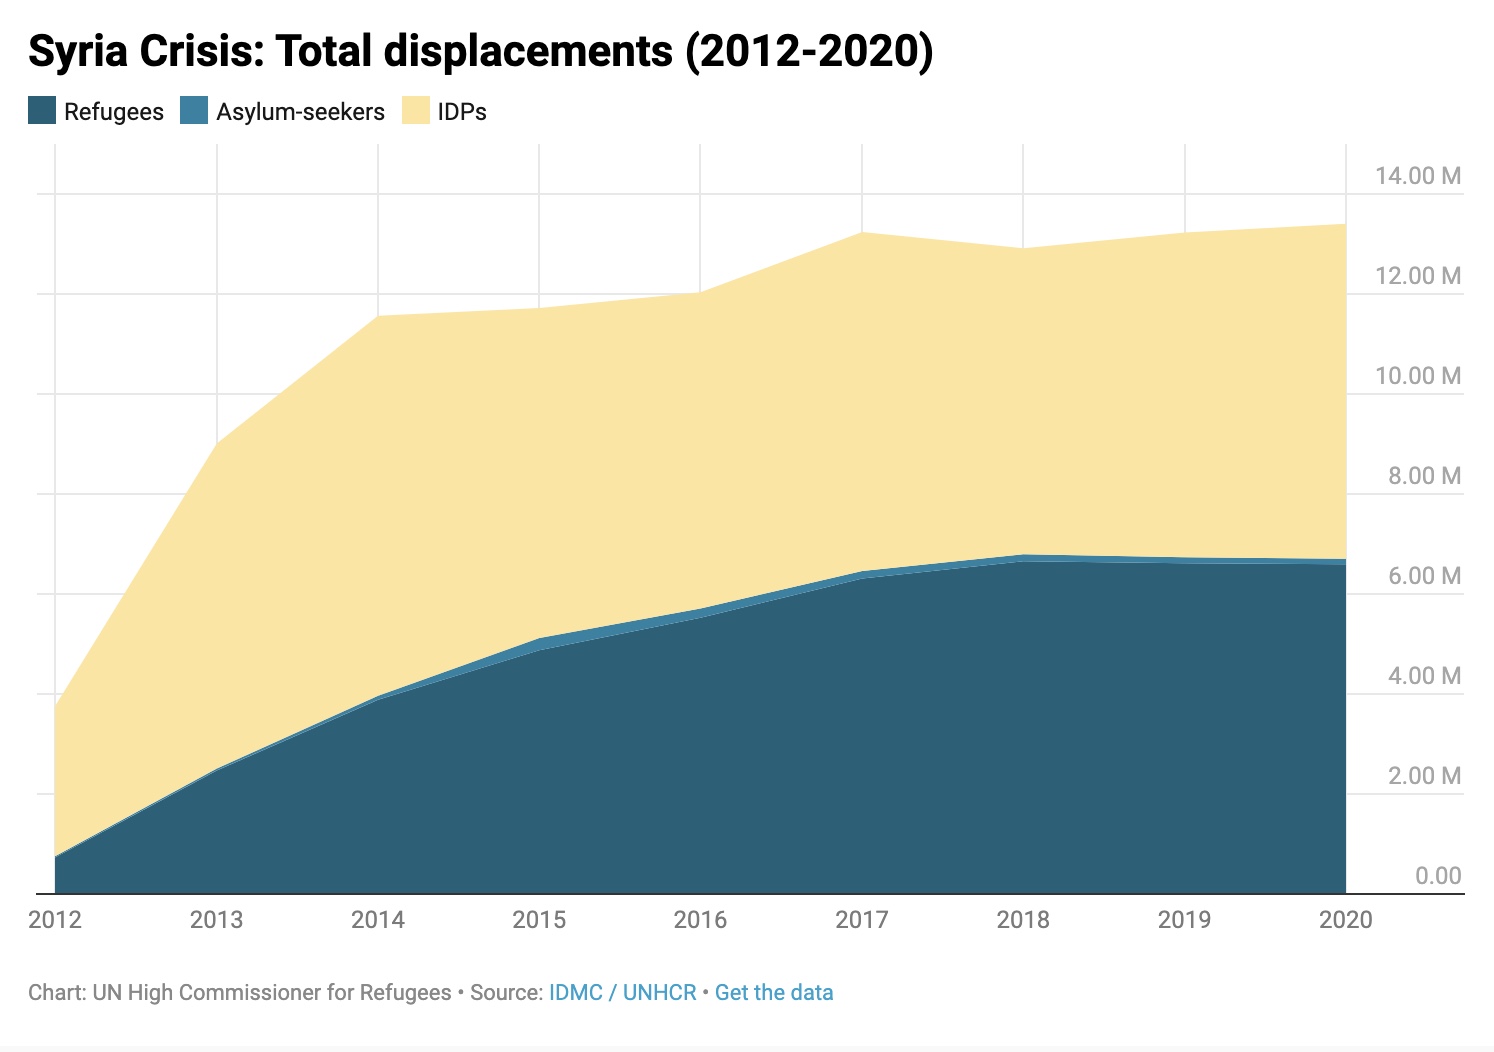 Syria Crisis: Total displacements (2012-2020)
Refugees Asylum-seekers IDPs
14.00 M
12.00 M
10.00 M
8.00 M
6.00 M
4.00 M
2.00 M
0.00
2012 2013 2014 2015 2016 2017 2018 2019 2020
Chart: UN High Commissioner for Refugees • Source: IDMC / UNHCR • Get the data